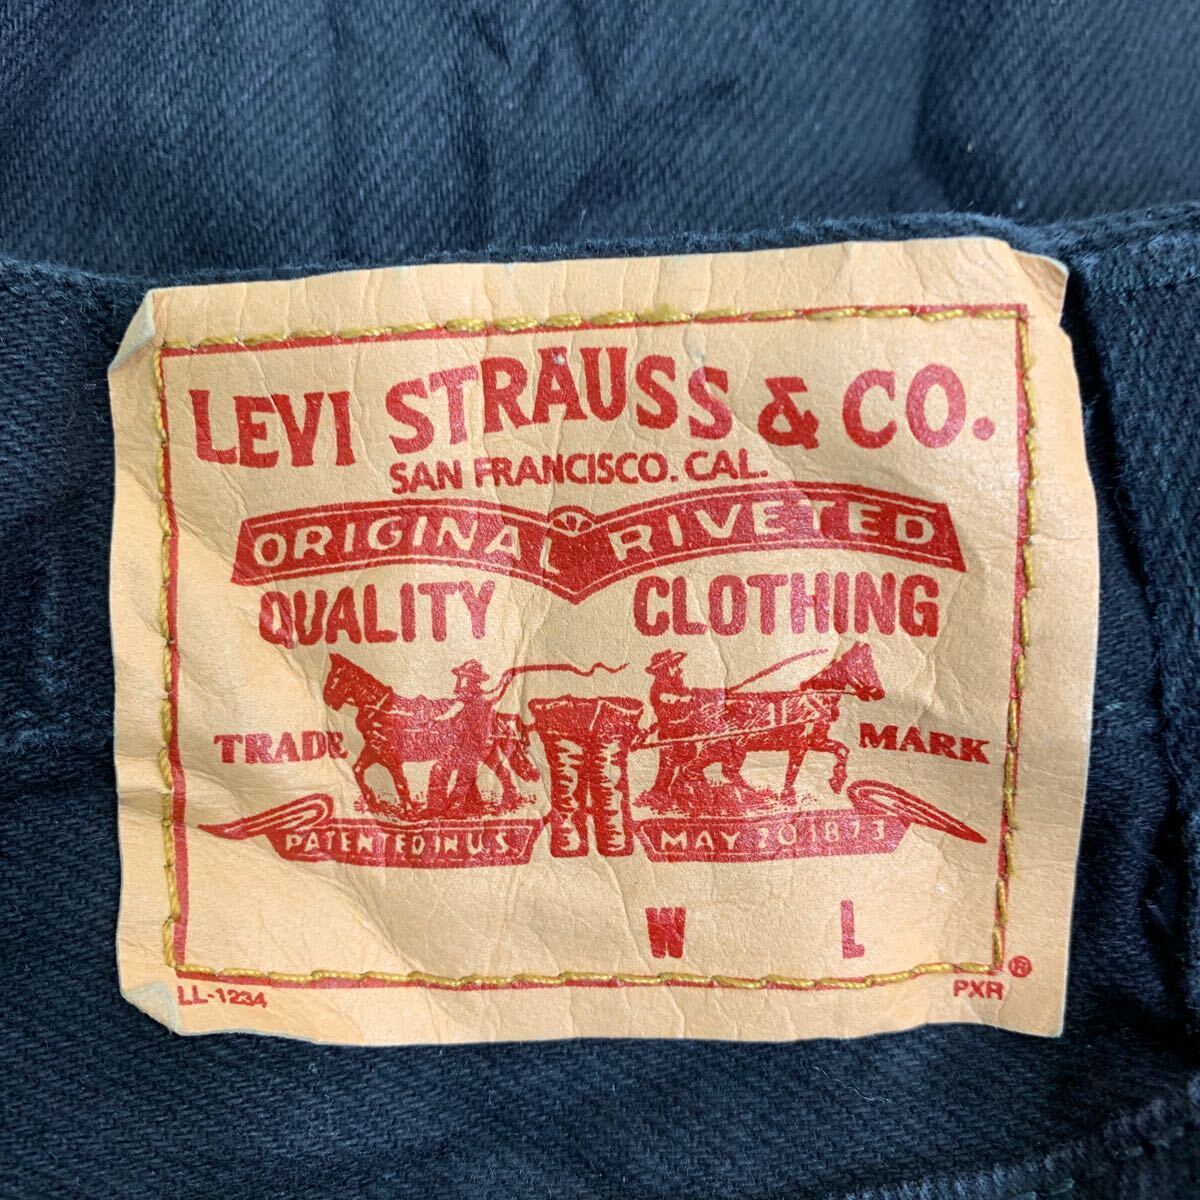 LEVI STRAUSS & CO.
SAN FRANCISCO. CAL.
ORIGINAL RIVETED
QUALITY CLOTHING
TRADE MARK
PATENTED IN U.S. MAY 20 1873
W L
LL-1234 PXR ®